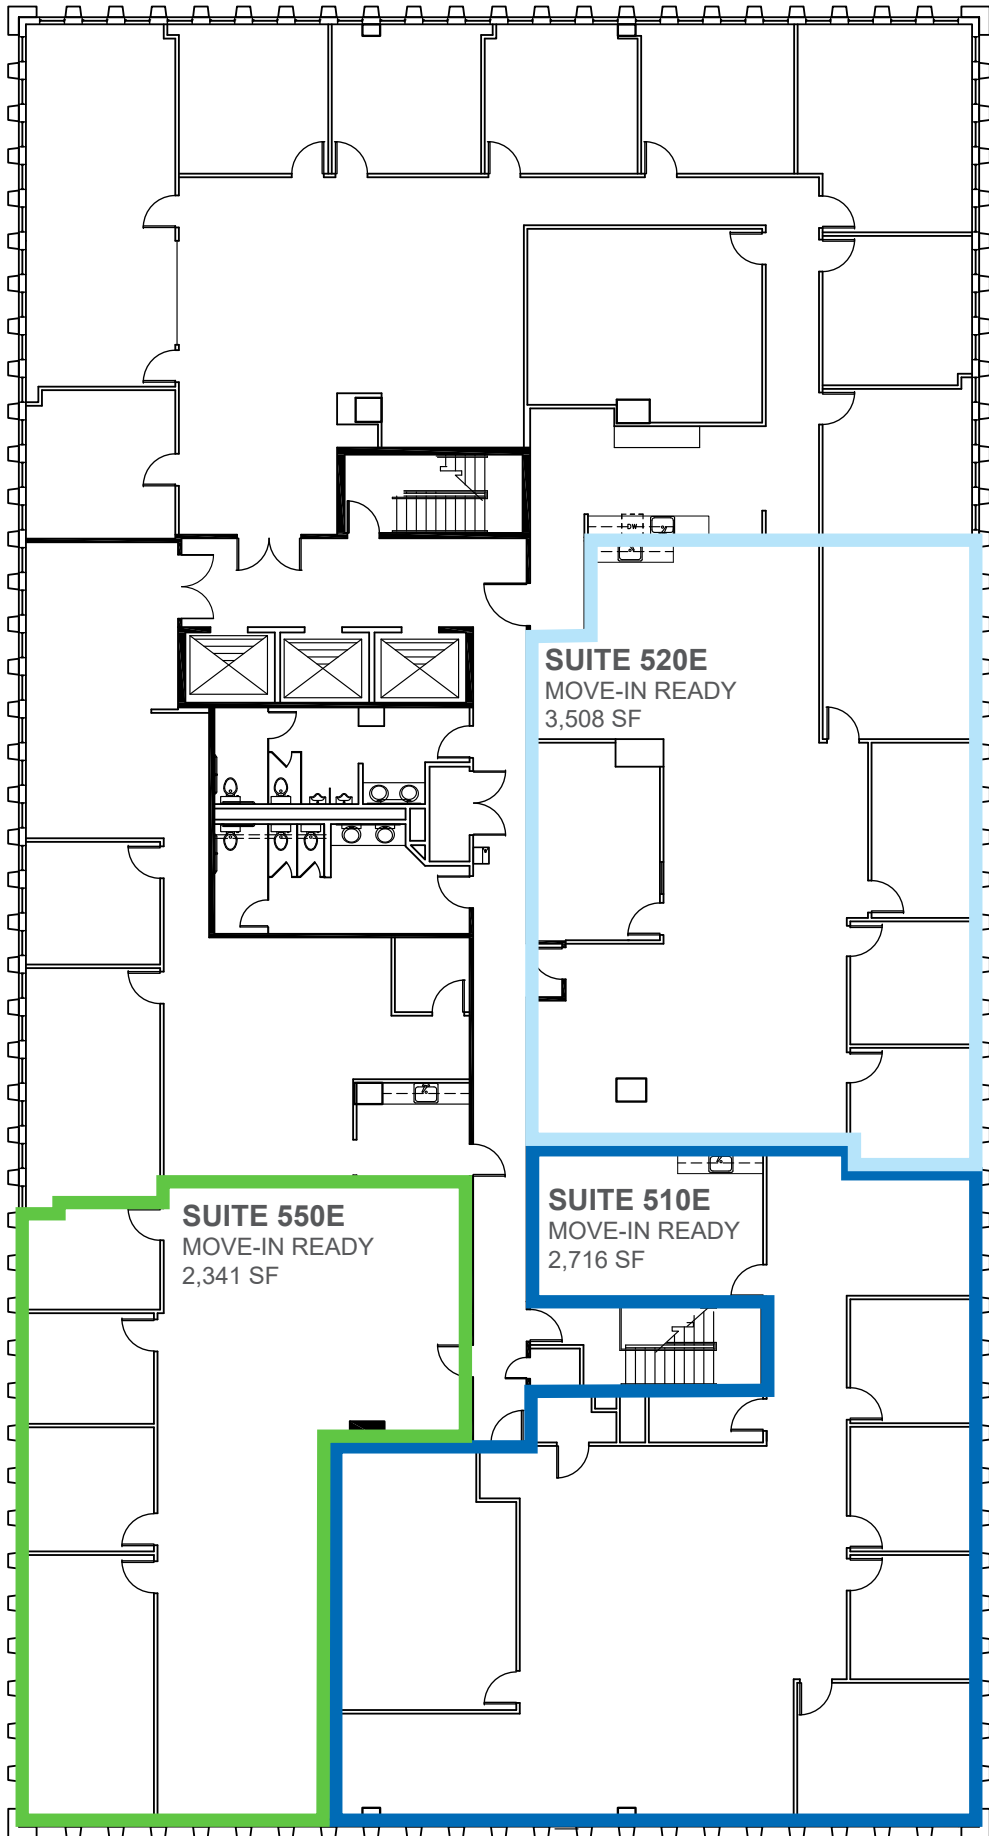 DW
SUITE 520E
MOVE-IN READY
3,508 SF
SUITE 510E
MOVE-IN READY
2,716 SF
SUITE 550E
MOVE-IN READY
2,341 SF